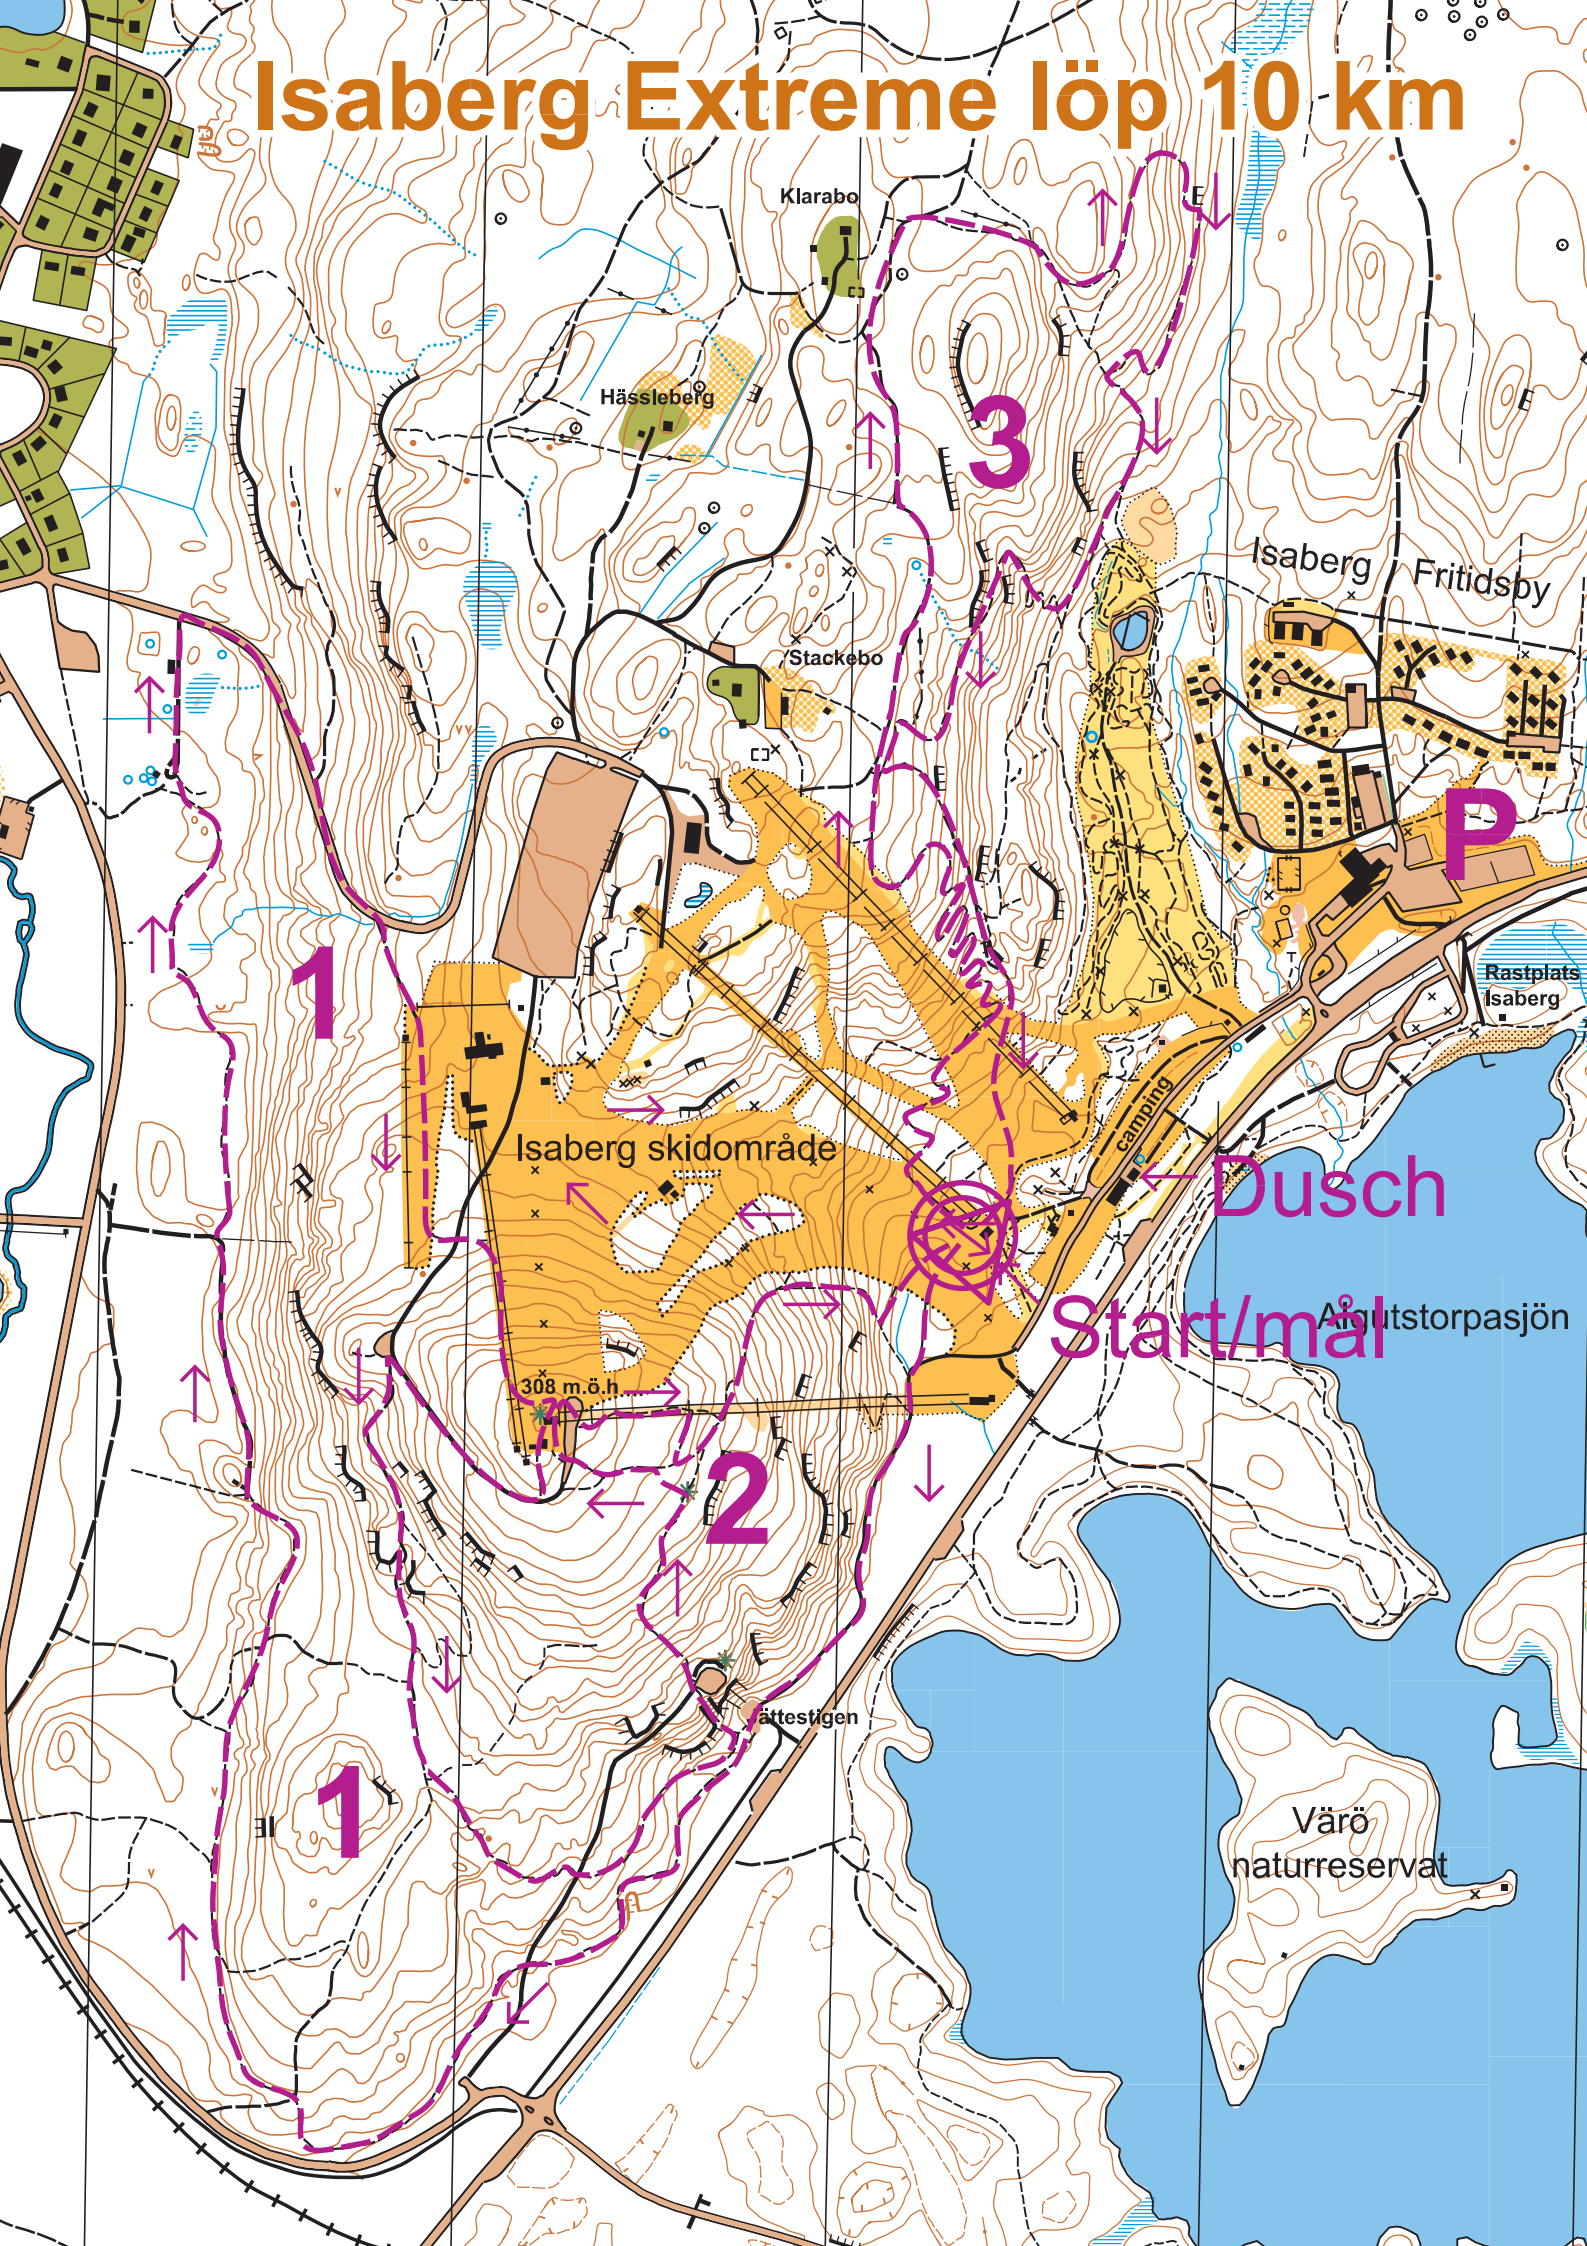 Isaberg Extreme löp 10 km
Klarabo
Hässleberg
3
Isaberg Fritidsby
Stackebo
P
1
Rastplats
Isaberg
camping
Isaberg skidområde
Dusch
Start/mål
Algutstorpasjön
308 m.ö.h
2
ättestigen
1
Värö
naturreservat